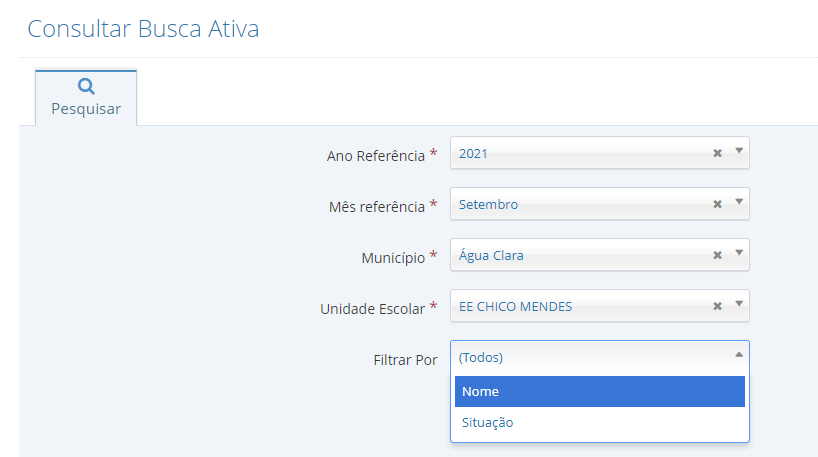 Consultar Busca Ativa
Pesquisar
Ano Referência * 2021
Mês referência * Setembro
Município * Água Clara
Unidade Escolar * EE CHICO MENDES
Filtrar Por (Todos)
Nome
Situação